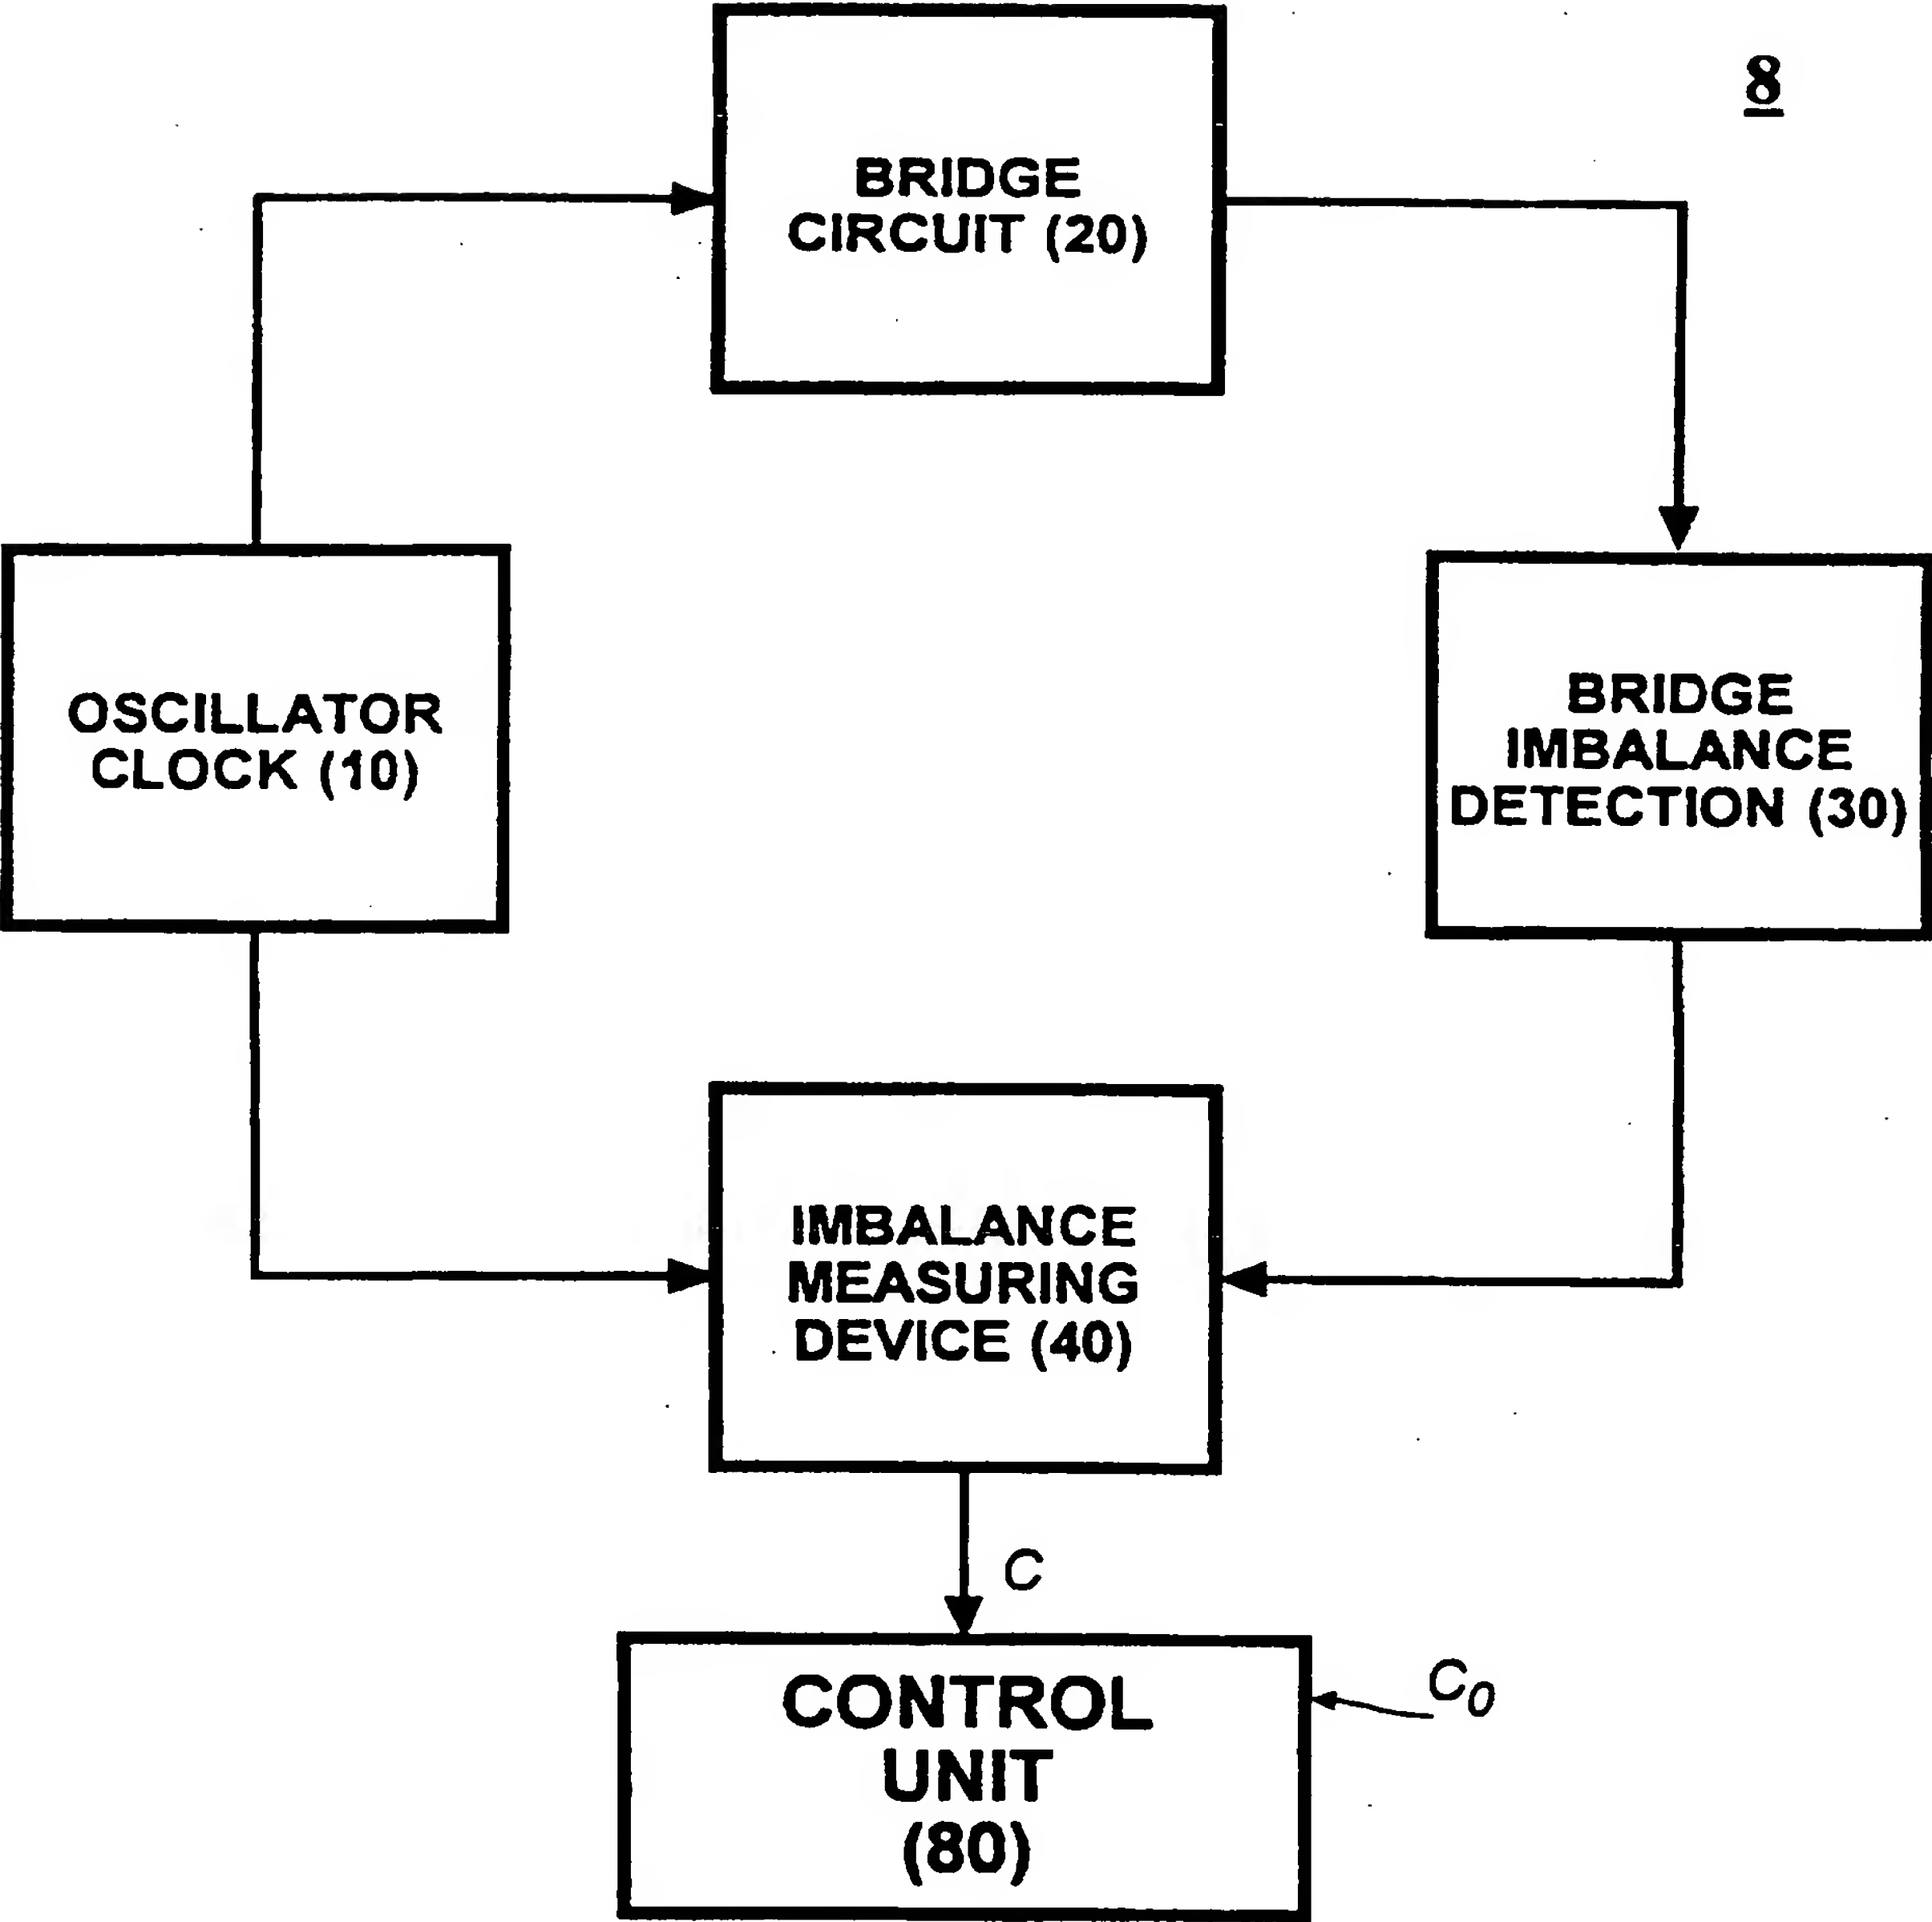 8
BRIDGE
CIRCUIT (20)
OSCILLATOR
CLOCK (10)
BRIDGE
IMBALANCE
DETECTION (30)
IMBALANCE
MEASURING
DEVICE (40)
C
CONTROL
UNIT
(80)
C0